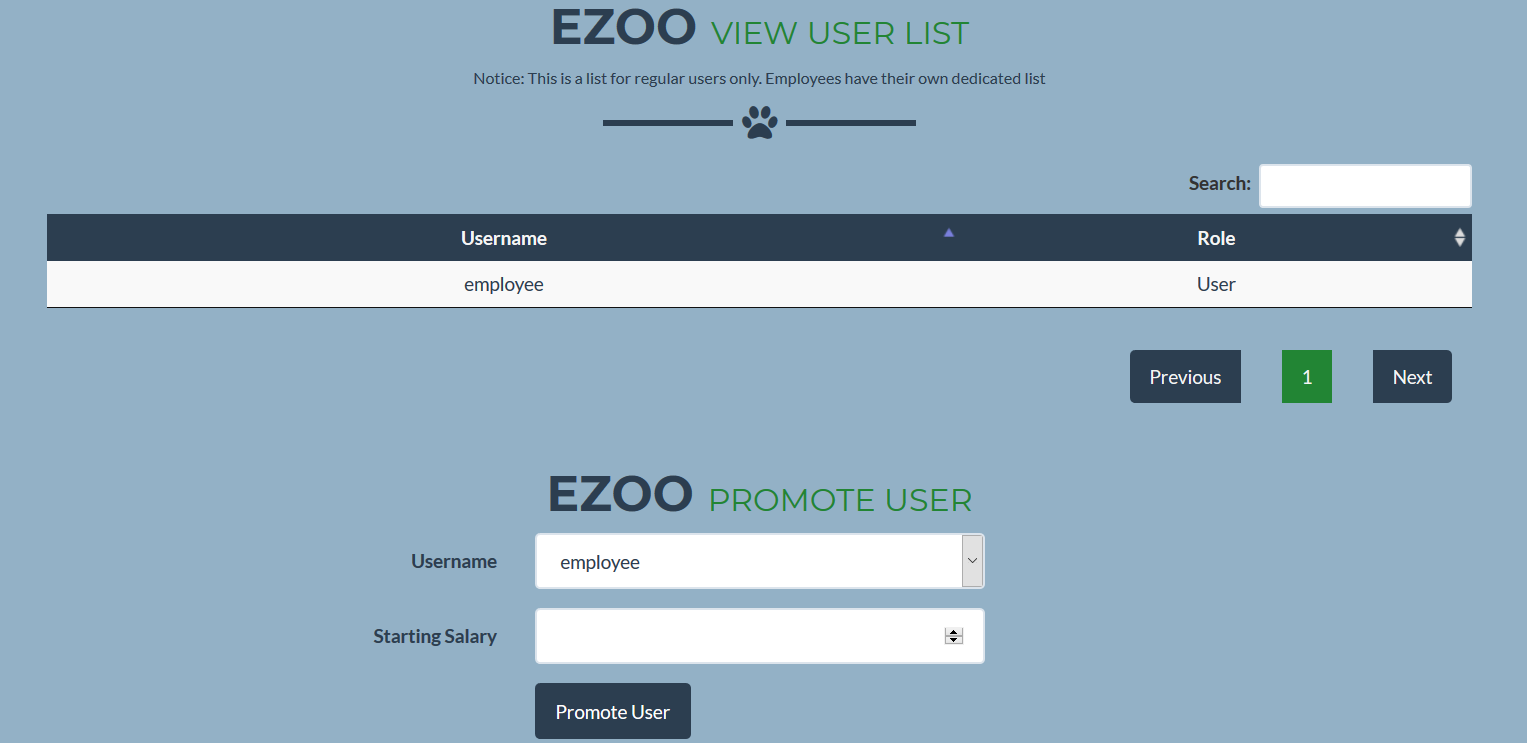 EZOO VIEW USER LIST
Notice: This is a list for regular users only. Employees have their own dedicated list
Search:
Username Role
employee User
Previous 1 Next
EZOO PROMOTE USER
Username employee
Starting Salary
Promote User